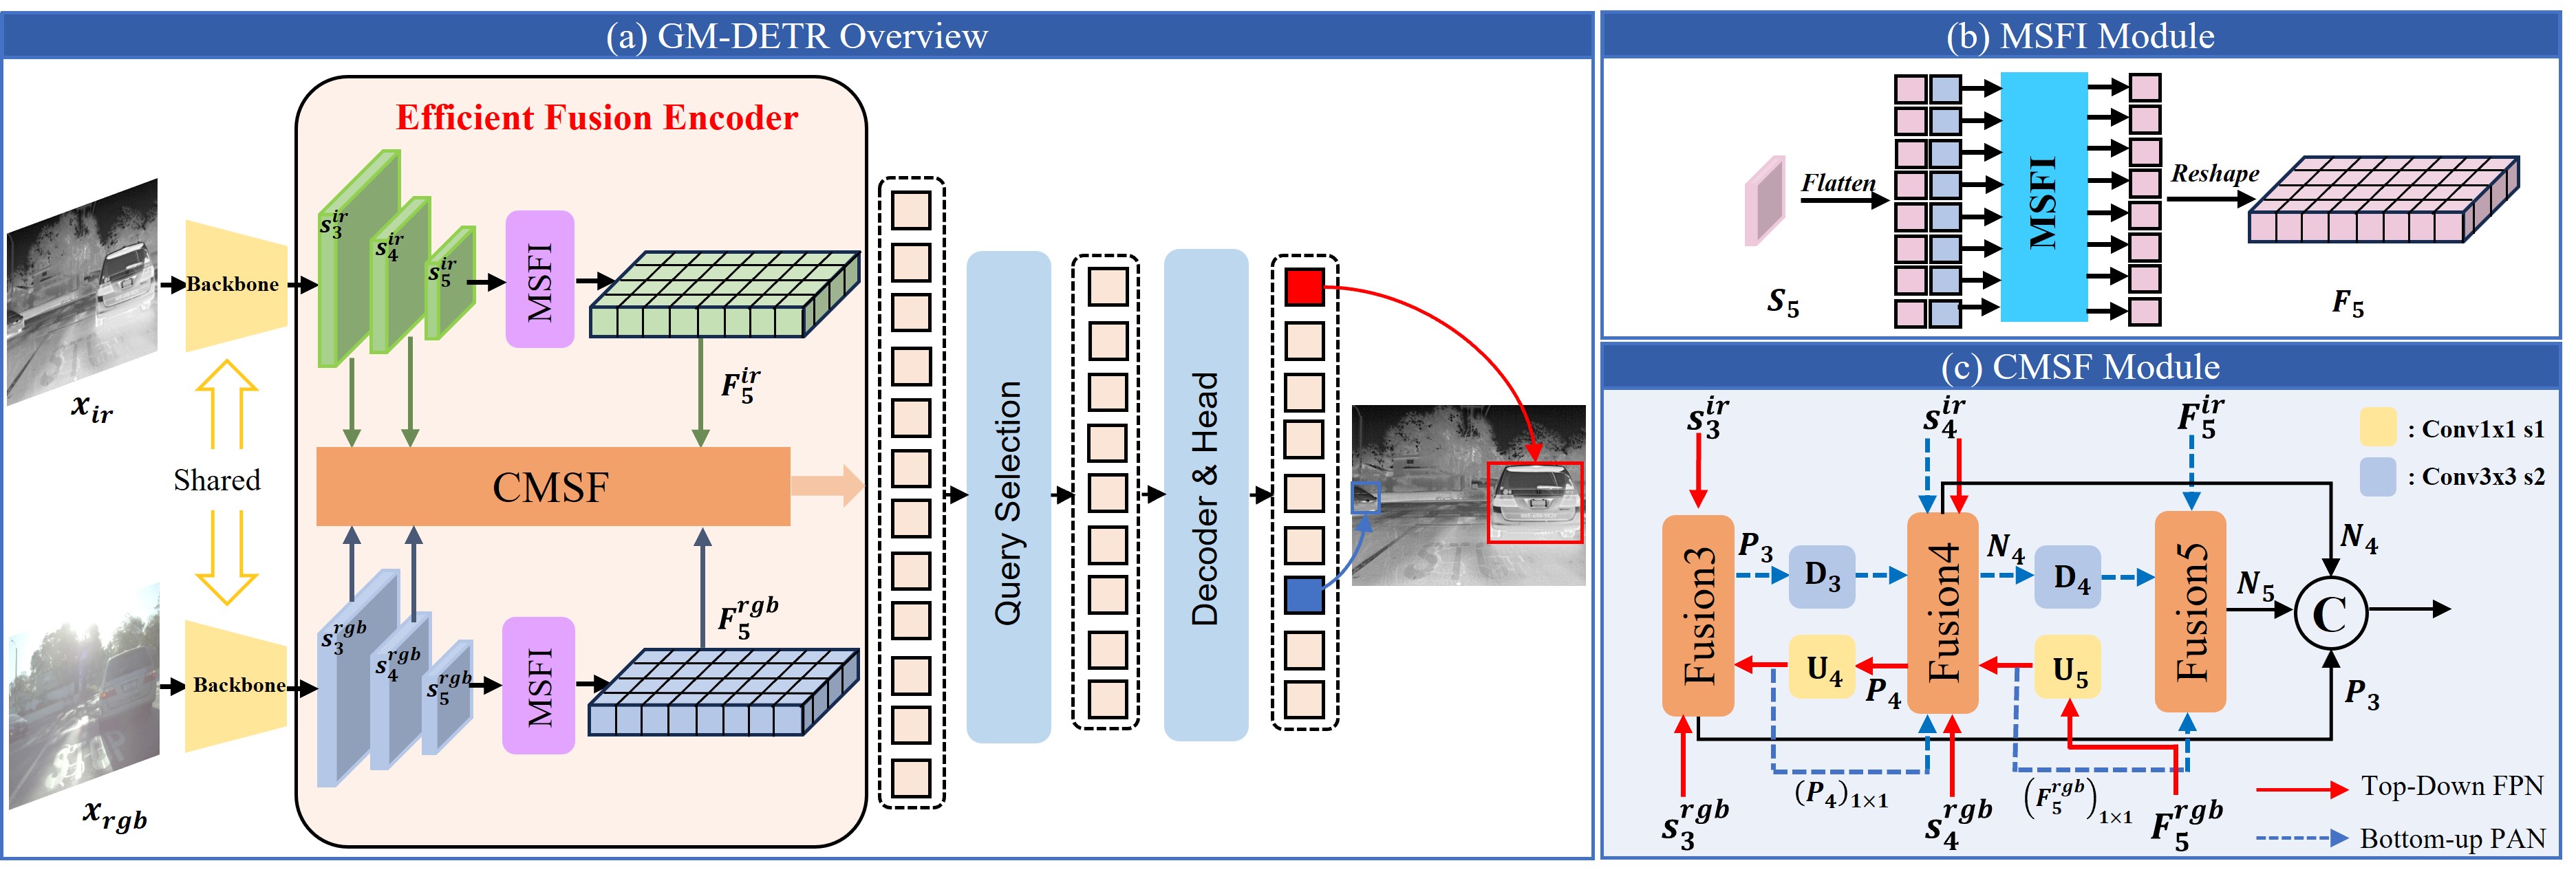 (a) GM-DETR Overview
Efficient Fusion Encoder
s_3^{ir}
s_4^{ir}
s_5^{ir}
MSFI
Backbone
x_{ir}
F_5^{ir}
Shared
CMSF
Query Selection
Decoder & Head
s_3^{rgb}
s_4^{rgb}
s_5^{rgb}
MSFI
Backbone
F_5^{rgb}
x_{rgb}
(b) MSFI Module
Flatten
MSFI
Reshape
S_5
F_5
(c) CMSF Module
s_3^{ir}
s_4^{ir}
F_5^{ir}
: Conv1x1 s1
: Conv3x3 s2
Fusion3
P_3
D_3
Fusion4
N_4
D_4
Fusion5
N_5
N_4
C
U_4
P_4
U_5
P_3
(P_4)_{1×1}
(F_5^{rgb})_{1×1}
s_3^{rgb}
s_4^{rgb}
F_5^{rgb}
Top-Down FPN
Bottom-up PAN